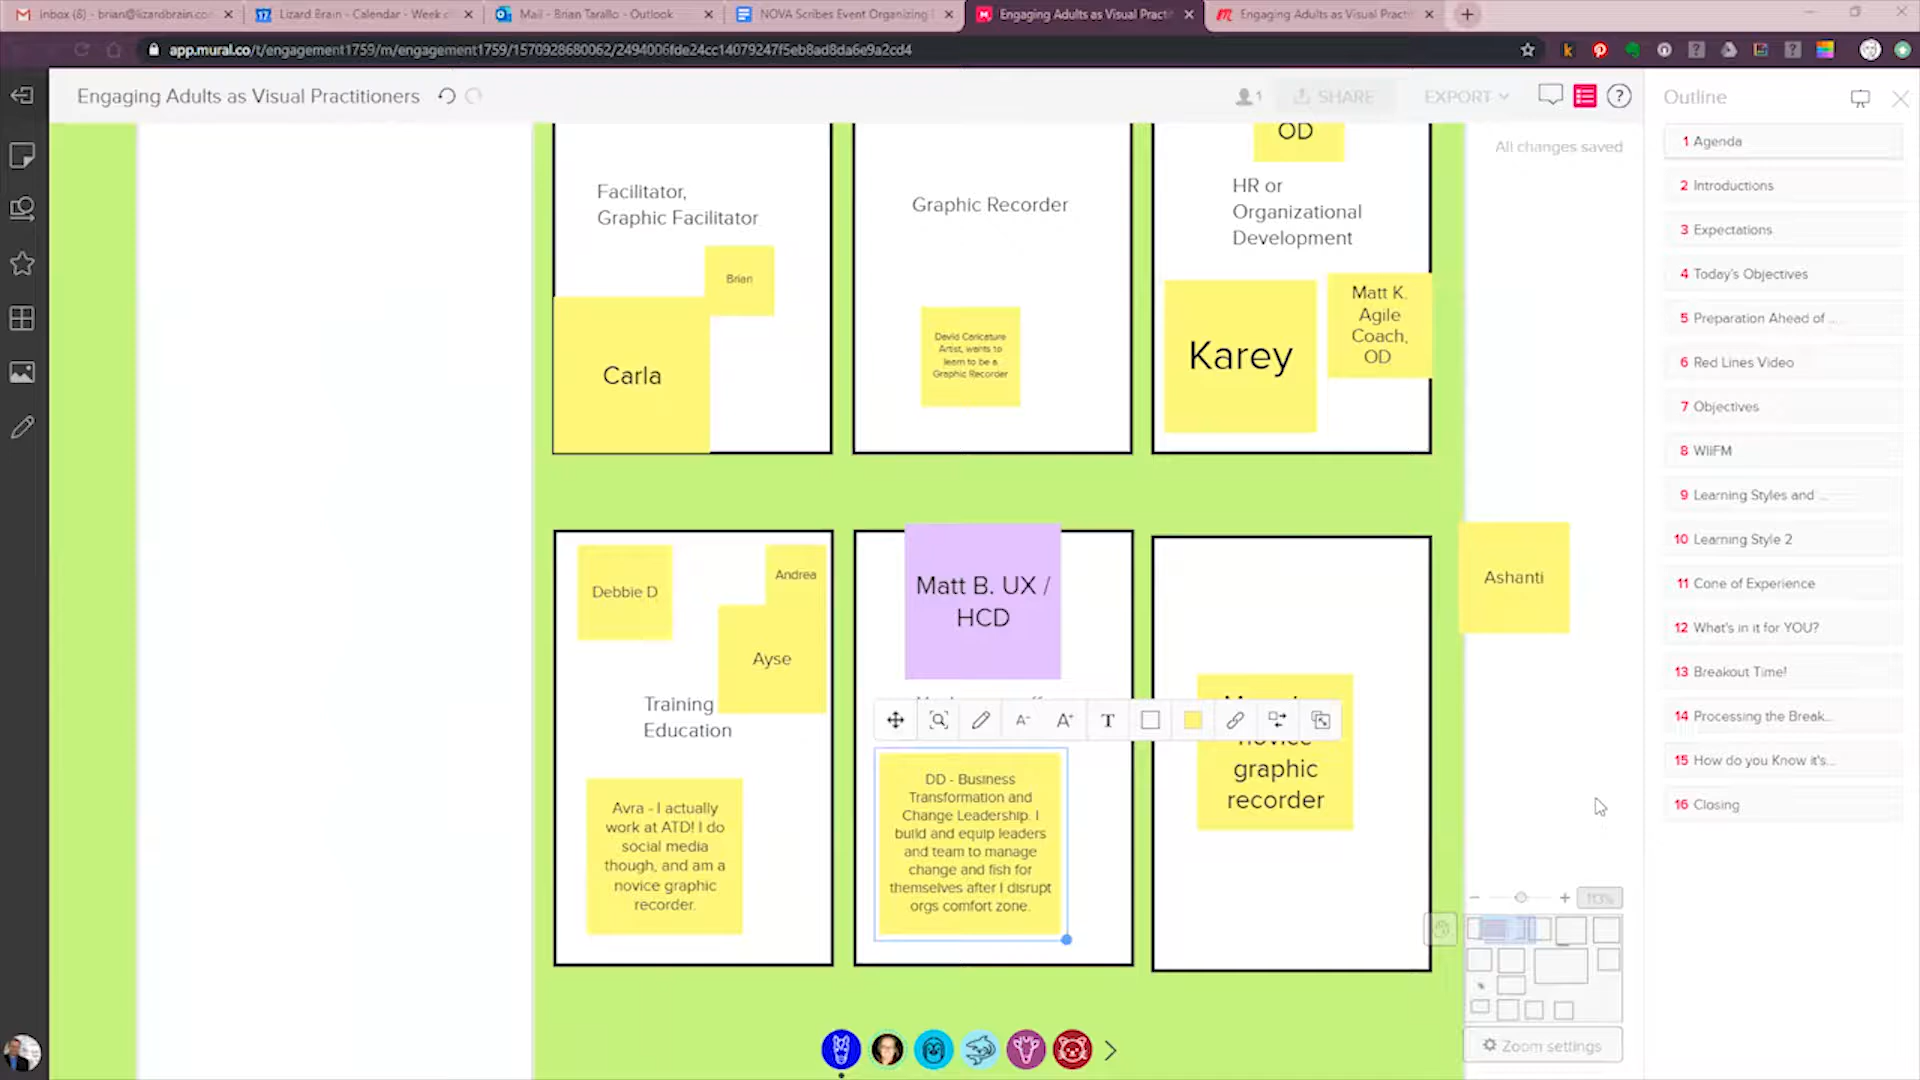 Inbox (8) - brian@lizardbrain.co
Lizard Brain - Calendar - Week o
Mail - Brian Tarallo - Outlook
NOVA Scribes Event Organizing
Engaging Adults as Visual Practi
Engaging Adults as Visual Practi
app.mural.co/t/engagement1759/m/engagement1759/1570928680062/2494006fde24cc14079247f5eb8ad8da6e9a2cd4
Engaging Adults as Visual Practitioners
1
SHARE
EXPORT
?
Outline
All changes saved
OD
Facilitator,
Graphic Facilitator
Graphic Recorder
HR or
Organizational
Development
Brian
Carla
David Caricature
Artist, wants to
learn to be a
Graphic Recorder
Karey
Matt K.
Agile
Coach,
OD
Debbie D
Andrea
Ayse
Training
Education
Avra - I actually
work at ATD! I do
social media
though, and am a
novice graphic
recorder.
Matt B. UX /
HCD
A-
A+
T
DD - Business
Transformation and
Change Leadership. I
build and equip leaders
and team to manage
change and fish for
themselves after I disrupt
orgs comfort zone.
novice
graphic
recorder
Ashanti
1 Agenda
2 Introductions
3 Expectations
4 Today's Objectives
5 Preparation Ahead of ...
6 Red Lines Video
7 Objectives
8 WIIFM
9 Learning Styles and ...
10 Learning Style 2
11 Cone of Experience
12 What's in it for YOU?
13 Breakout Time!
14 Processing the Break...
15 How do you Know it's...
16 Closing
113%
Zoom settings